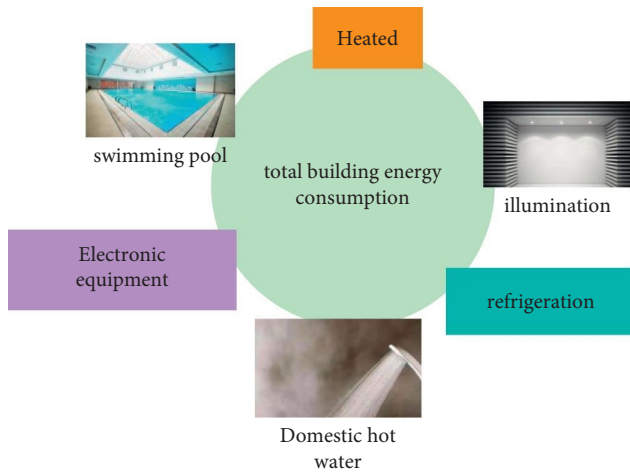 Heated
swimming pool
total building energy
consumption
illumination
Electronic
equipment
refrigeration
Domestic hot
water